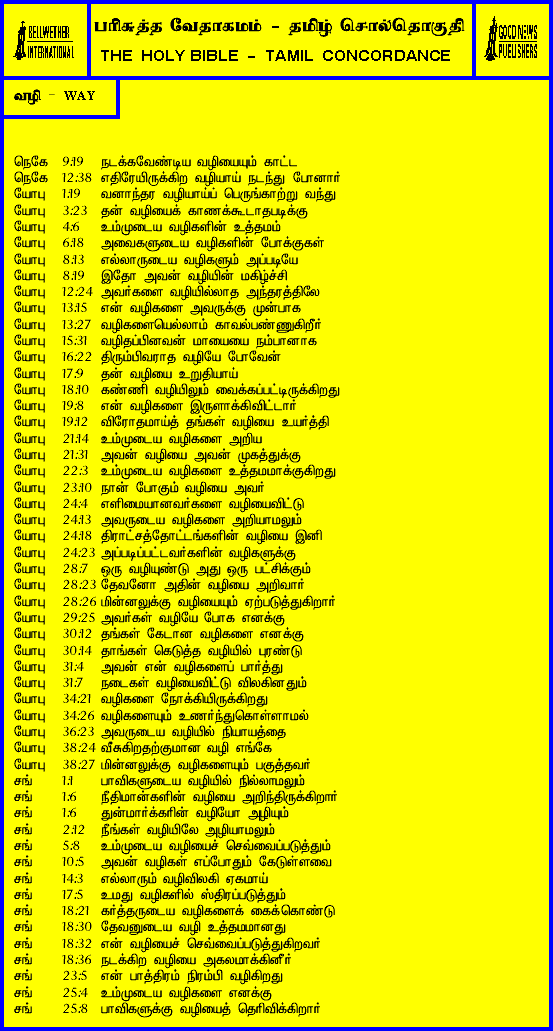 BELLWETHER
INTERNATIONAL
பரிசுத்த வேதாகமம் - தமிழ் சொல்தொகுதி
THE HOLY BIBLE - TAMIL CONCORDANCE
GOOD NEWS
PUBLISHERS
வழி - WAY
நெகே 9:19 நடக்கவேண்டிய வழியையும் காட்ட
நெகே 12:38 எதிரேயிருக்கிற வழியாய் நடந்து போனார்
யோபு 1:19 வனாந்தர வழியாய்ப் பெருங்காற்று வந்து
யோபு 3:23 தன் வழியைக் காணக்கூடாதபடிக்கு
யோபு 4:6 உம்முடைய வழிகளின் உத்தமம்
யோபு 6:18 அவைகளுடைய வழிகளின் போக்குகள்
யோபு 8:13 எல்லாருடைய வழிகளும் அப்படியே
யோபு 8:19 இதோ அவன் வழியின் மகிழ்ச்சி
யோபு 12:24 அவர்களை வழியில்லாத அந்தரத்திலே
யோபு 13:15 என் வழிகளை அவருக்கு முன்பாக
யோபு 13:27 வழிகளையெல்லாம் காவல்பண்ணுகிறீர்
யோபு 15:31 வழிதப்பினவன் மாயையை நம்பானாக
யோபு 16:22 திரும்பிவராத வழியே போவேன்
யோபு 17:9 தன் வழியை உறுதியாய்
யோபு 18:10 கண்ணி வழியிலும் வைக்கப்பட்டிருக்கிறது
யோபு 19:8 என் வழிகளை இருளாக்கிவிட்டார்
யோபு 19:12 விரோதமாய்த் தங்கள் வழியை உயர்த்தி
யோபு 21:14 உம்முடைய வழிகளை அறிய
யோபு 21:31 அவன் வழியை அவன் முகத்துக்கு
யோபு 22:3 உம்முடைய வழிகளை உத்தமமாக்குகிறது
யோபு 23:10 நான் போகும் வழியை அவர்
யோபு 24:4 எளிமையானவர்களை வழியைவிட்டு
யோபு 24:13 அவருடைய வழிகளை அறியாமலும்
யோபு 24:18 திராட்சத்தோட்டங்களின் வழியை இனி
யோபு 24:23 அப்படிப்பட்டவர்களின் வழிகளுக்கு
யோபு 28:7 ஒரு வழியுண்டு அது ஒரு பட்சிக்கும்
யோபு 28:23 தேவனோ அதின் வழியை அறிவார்
யோபு 28:26 மின்னலுக்கு வழியையும் ஏற்படுத்துகிறார்
யோபு 29:25 அவர்கள் வழியே போக எனக்கு
யோபு 30:12 தங்கள் கேடான வழிகளை எனக்கு
யோபு 30:14 தாங்கள் கெடுத்த வழியில் புரண்டு
யோபு 31:4 அவன் என் வழிகளைப் பார்த்து
யோபு 31:7 நடைகள் வழியைவிட்டு விலகினதும்
யோபு 34:21 வழிகளை நோக்கியிருக்கிறது
யோபு 34:26 வழிகளையும் உணர்ந்துகொள்ளாமல்
யோபு 36:23 அவருடைய வழியில் நியாயத்தை
யோபு 38:24 வீசுகிறதற்குமான வழி எங்கே
யோபு 38:27 மின்னலுக்கு வழிகளையும் பகுத்தவர்
சங் 1:1 பாவிகளுடைய வழியில் நில்லாமலும்
சங் 1:6 நீதிமான்களின் வழியை அறிந்திருக்கிறார்
சங் 1:6 துன்மார்க்கரின் வழியோ அழியும்
சங் 2:12 நீங்கள் வழியிலே அழியாமலும்
சங் 5:8 உம்முடைய வழியைச் செவ்வைப்படுத்தும்
சங் 10:5 அவன் வழிகள் எப்போதும் கேடுள்ளவை
சங் 14:3 எல்லாரும் வழிவிலகி ஏகமாய்
சங் 17:5 உமது வழிகளில் ஸ்திரப்படுத்தும்
சங் 18:21 கர்த்தருடைய வழிகளைக் கைக்கொண்டு
சங் 18:30 தேவனுடைய வழி உத்தமமானது
சங் 18:32 என் வழியைச் செவ்வைப்படுத்துகிறவர்
சங் 18:36 நடக்கிற வழியை அகலமாக்கினீர்
சங் 23:5 என் பாத்திரம் நிரம்பி வழிகிறது
சங் 25:4 உம்முடைய வழிகளை எனக்கு
சங் 25:8 பாவிகளுக்கு வழியைத் தெரிவிக்கிறார்